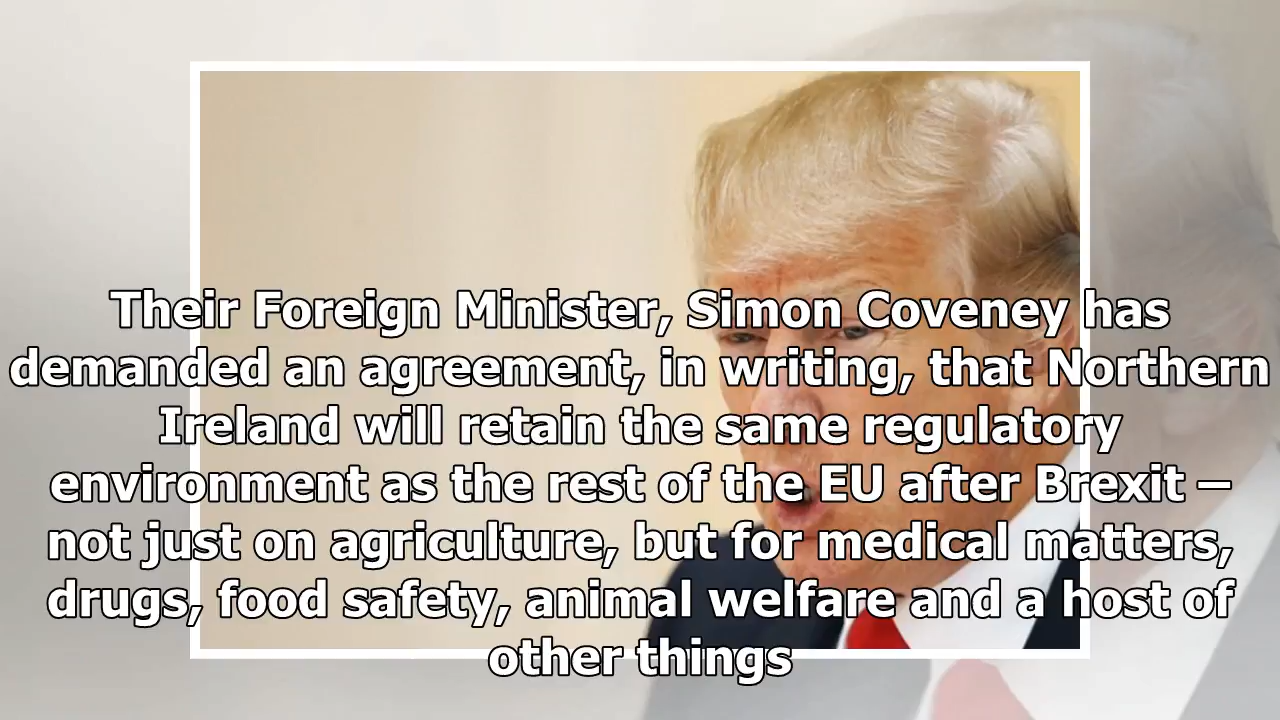 Their Foreign Minister, Simon Coveney has
demanded an agreement, in writing, that Northern
Ireland will retain the same regulatory
environment as the rest of the EU after Brexit –
not just on agriculture, but for medical matters,
drugs, food safety, animal welfare and a host of
other things